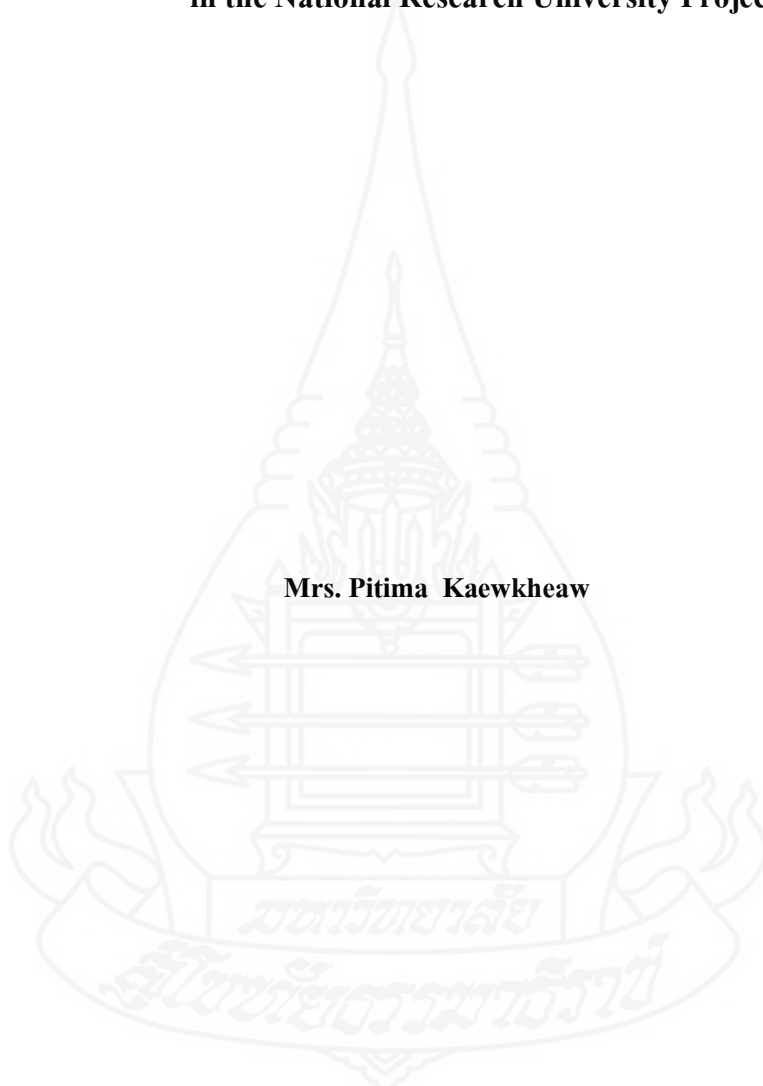 in the National Research University Projec
Mrs. Pitima Kaewkheaw
มหาวิทยาลัย
สุโขทัยธรรมาธิราช